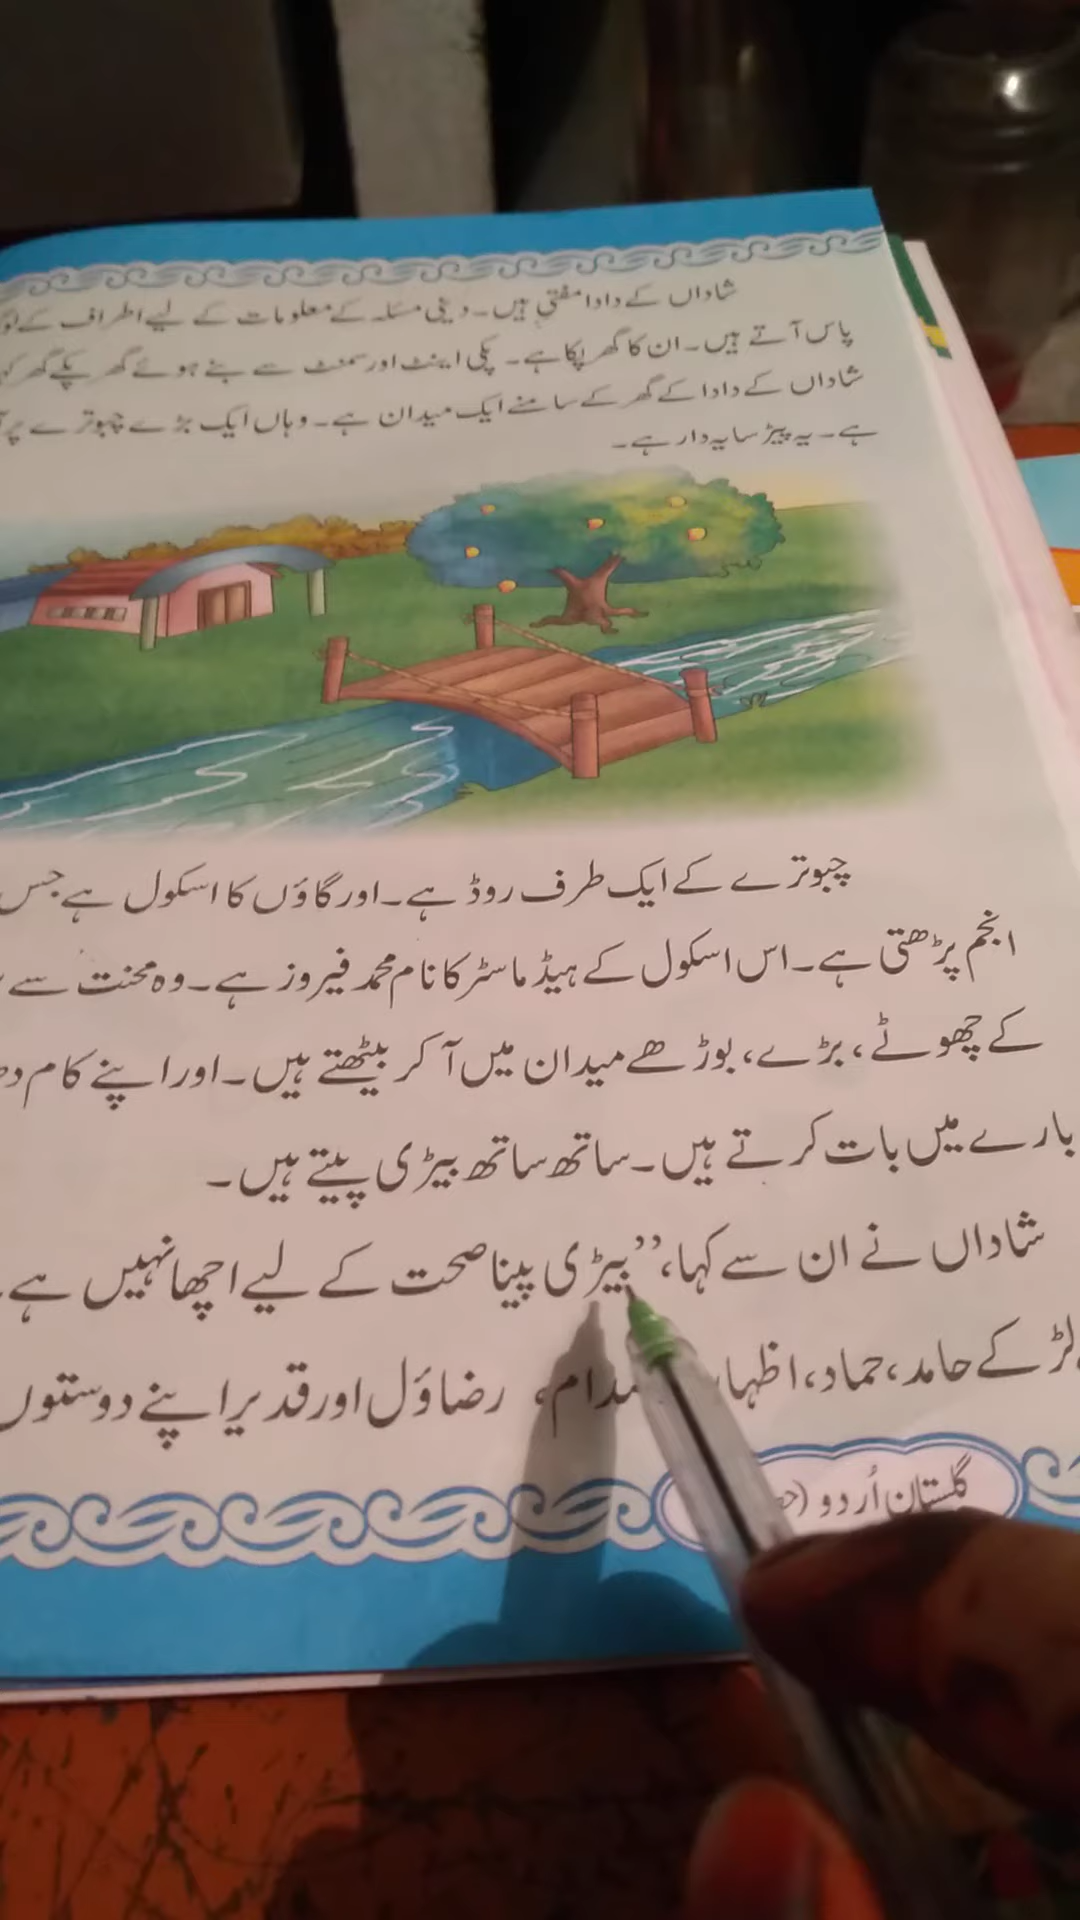 شاداں کے دادا مفتی ہیں۔ دینی مسئلہ کے معلومات کے لیے اطراف کے لوگ
پاس آتے ہیں۔ ان کا گھر پکا ہے۔ پکی اینٹ اور سمنٹ سے بنے ہوئے گھر پکے گھر
شاداں کے دادا کے گھر کے سامنے ایک میدان ہے۔ وہاں ایک بڑے چبوترے پر
ہے۔ یہ پیڑ سایہ دار ہے۔
چبوترے کے ایک طرف روڈ ہے۔ اور گاؤں کا اسکول ہے جس
انجم پڑھتی ہے۔ اس اسکول کے ہیڈ ماسٹر کا نام محمد فیروز ہے۔ وہ محنت سے
کے چھوٹے، بڑے، بوڑھے میدان میں آ کر بیٹھتے ہیں۔ اور اپنے کام
بارے میں بات کرتے ہیں۔ ساتھ ساتھ بیڑی پیتے ہیں۔
شاداں نے ان سے کہا، ’’بیڑی پینا صحت کے لیے اچھا نہیں ہے۔
لڑکے حامد، حماد، رضاؤل اور قدیر اپنے دوستوں
گلستان اُردو